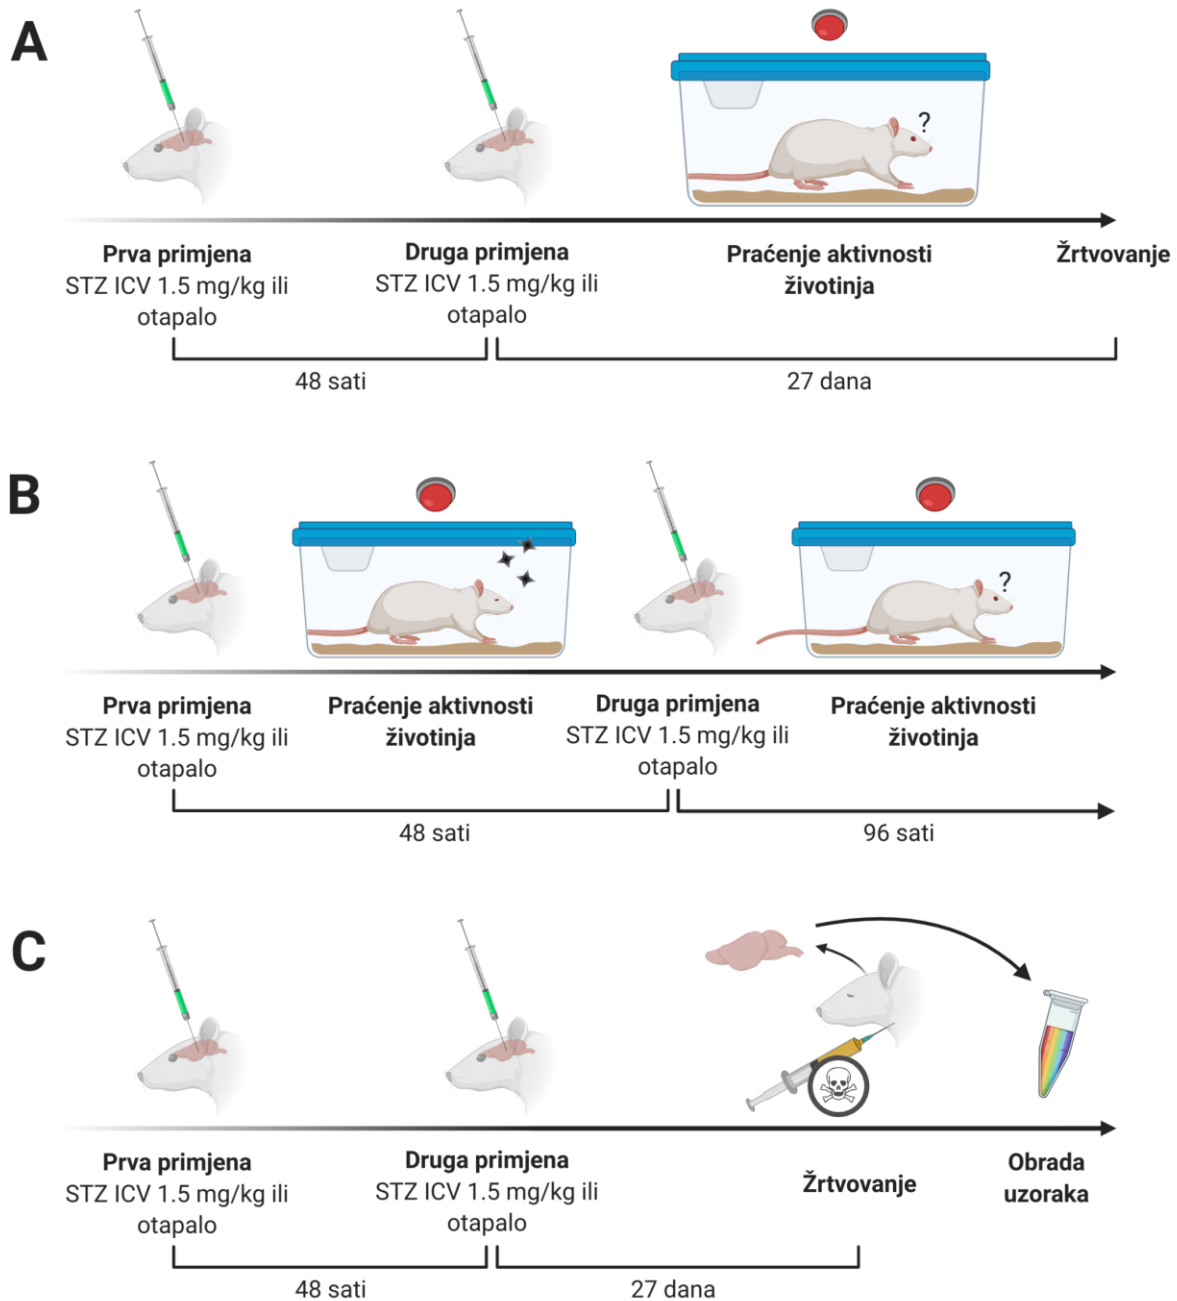 A
?
Prva primjena
STZ ICV 1.5 mg/kg ili
otapalo
Druga primjena
STZ ICV 1.5 mg/kg ili
otapalo
Praćenje aktivnosti
životinja
Žrtvovanje
48 sati
27 dana
B
?
Prva primjena
STZ ICV 1.5 mg/kg ili
otapalo
Praćenje aktivnosti
životinja
Druga primjena
STZ ICV 1.5 mg/kg ili
otapalo
Praćenje aktivnosti
životinja
48 sati
96 sati
C
Prva primjena
STZ ICV 1.5 mg/kg ili
otapalo
Druga primjena
STZ ICV 1.5 mg/kg ili
otapalo
Žrtvovanje
Obrada
uzoraka
48 sati
27 dana